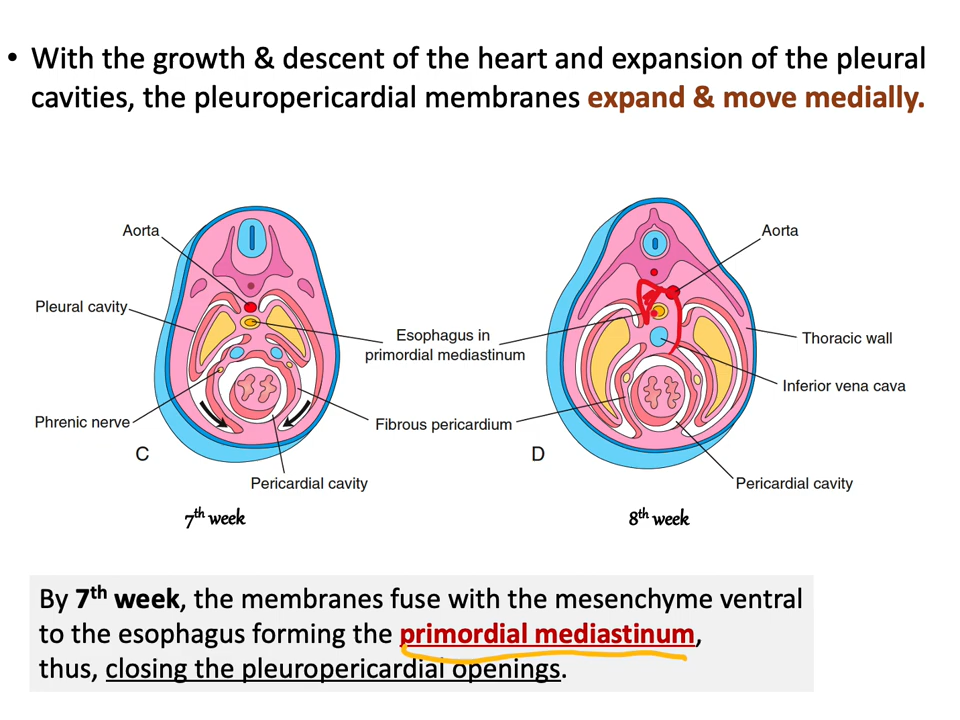 • With the growth & descent of the heart and expansion of the pleural
cavities, the pleuropericardial membranes expand & move medially.
Aorta
Pleural cavity
Phrenic nerve
C
Pericardial cavity
7th week
Esophagus in
primordial mediastinum
Fibrous pericardium
Aorta
Thoracic wall
Inferior vena cava
D
Pericardial cavity
8th week
By 7th week, the membranes fuse with the mesenchyme ventral
to the esophagus forming the primordial mediastinum,
thus, closing the pleuropericardial openings.